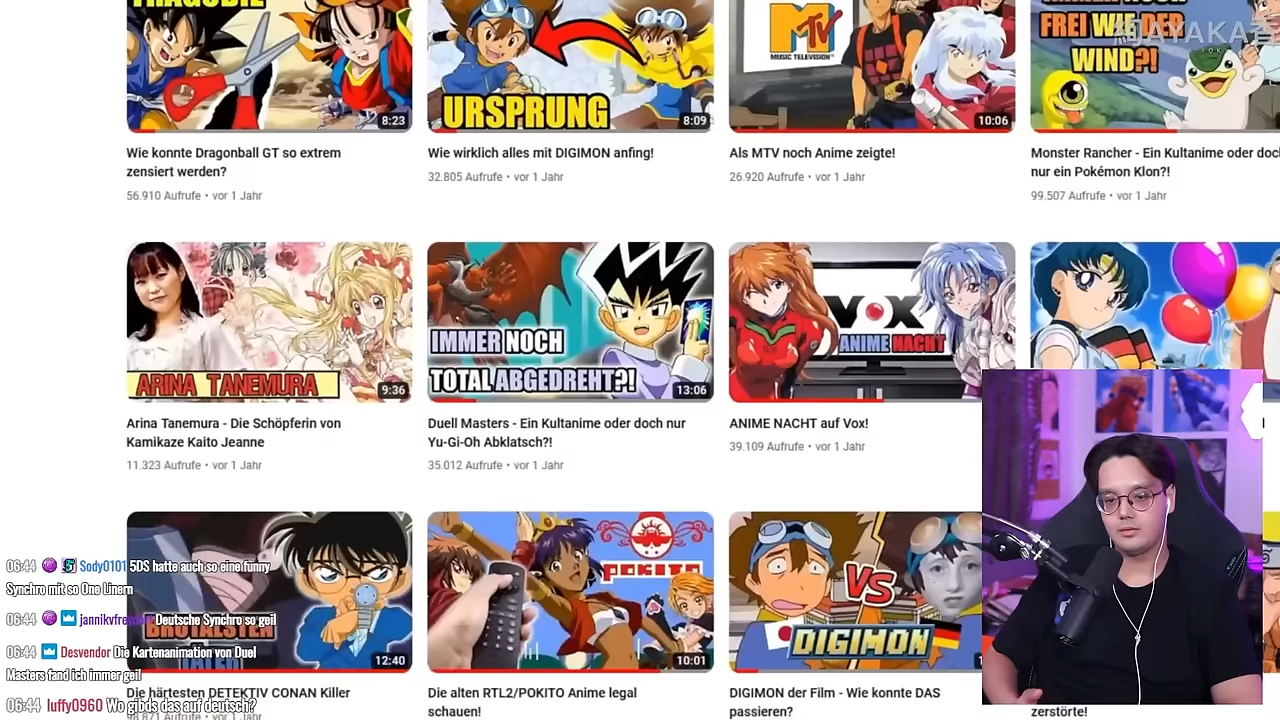 TRAGÖDIE
8:23
URSPRUNG
8:09
MUSIC TELEVISION
10:06
FREI WIE DER
WIND?!
AYAKA
Wie konnte Dragonball GT so extrem
zensiert werden?
56.910 Aufrufe • vor 1 Jahr
Wie wirklich alles mit DIGIMON anfing!
32.805 Aufrufe • vor 1 Jahr
Als MTV noch Anime zeigte!
26.920 Aufrufe • vor 1 Jahr
Monster Rancher - Ein Kultanime oder doch
nur ein Pokémon Klon?!
99.507 Aufrufe • vor 1 Jahr
ARINA TANEMURA
9:36
IMMER NOCH
TOTAL ABGEDREHT?!
13:06
VOX
ANIME NACHT
Arina Tanemura - Die Schöpferin von
Kamikaze Kaito Jeanne
11.323 Aufrufe • vor 1 Jahr
Duell Masters - Ein Kultanime oder doch nur
Yu-Gi-Oh Abklatsch?!
35.012 Aufrufe • vor 1 Jahr
ANIME NACHT auf Vox!
39.109 Aufrufe • vor 1 Jahr
BRUTALSTEN
12:40
POKITO
10:01
VS
DIGIMON
Die härtesten DETEKTIV CONAN Killer
98.871 Aufrufe • vor 1 Jahr
Die alten RTL2/POKITO Anime legal
schauen!
DIGIMON der Film - Wie konnte DAS
passieren?
zerstörte!
06:44 Sody0101 5DS hatte auch so eine funny
Synchro mit so One Linern
06:44 Deutsche Synchro so geil
06:44 Desvendor Die Kartenanimation von Duel
Masters fand ich immer geil
06:44 luffy0960 Wo gibds das auf deutsch?